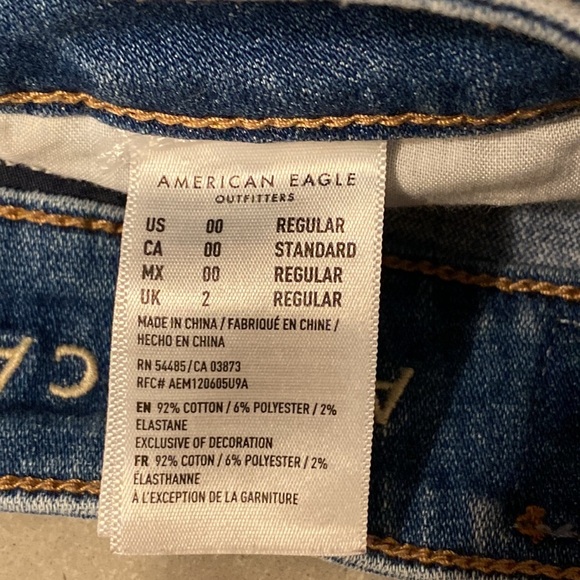 AMERICAN EAGLE
OUTFITTERS
US 00 REGULAR
CA 00 STANDARD
MX 00 REGULAR
UK 2 REGULAR
MADE IN CHINA / FABRIQUÉ EN CHINE /
HECHO EN CHINA
RN 54485 / CA 03873
RFC# AEM120605U9A
EN 92% COTTON / 6% POLYESTER / 2%
ELASTANE
EXCLUSIVE OF DECORATION
FR 92% COTON / 6% POLYESTER / 2%
ÉLASTHANNE
À L'EXCEPTION DE LA GARNITURE